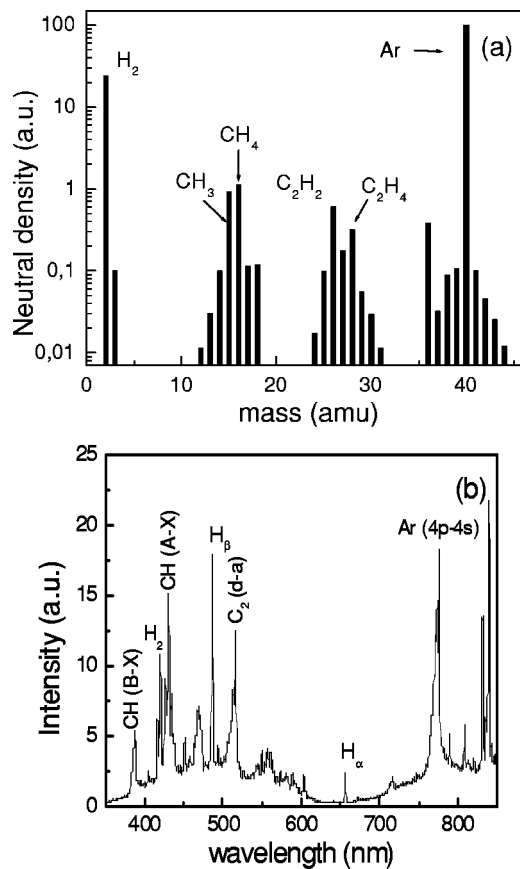 (a)
H₂
Ar
CH₄
CH₃
C₂H₂
C₂H₄
Neutral density (a.u.)
100
10
1
0,1
0,01
0 10 20 30 40
mass (amu)
(b)
CH (B-X)
H₂
CH (A-X)
Hβ
C₂ (d-a)
Hα
Ar (4p-4s)
Intensity (a.u.)
25
20
15
10
5
0
400 500 600 700 800
wavelength (nm)